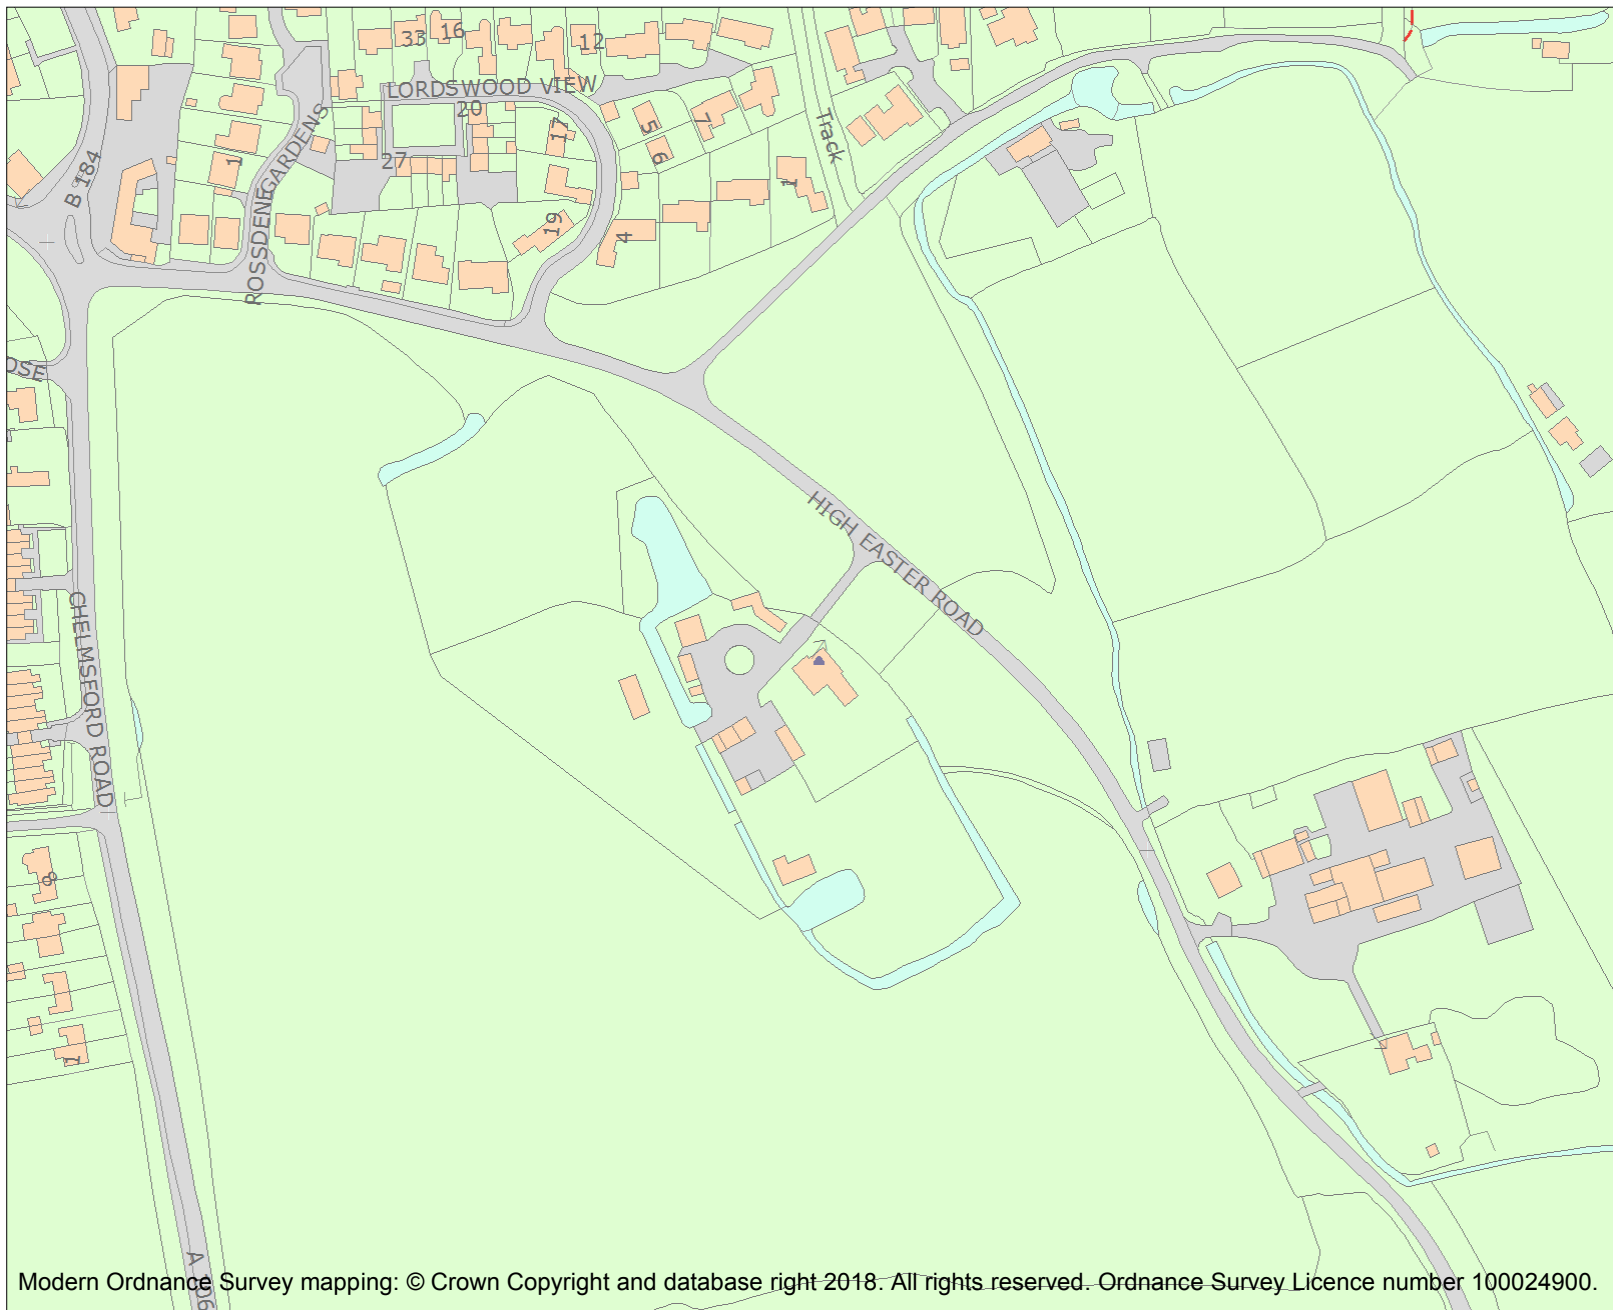 33
16
12
LORDSWOOD VIEW
20
5
7
17
Track
6
27
1
B 184
1
ROSSDENE GARDENS
19
4
OSE
HIGH EASTER ROAD
CHELMSFORD ROAD
8
1
A
Modern Ordnance Survey mapping: © Crown Copyright and database right 2018. All rights reserved. Ordnance Survey Licence number 100024900.